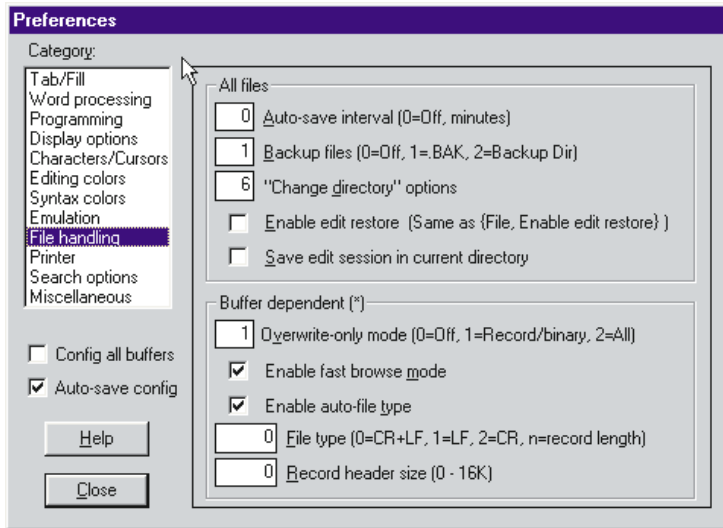 Preferences
Category:
Tab/Fill
Word processing
Programming
Display options
Characters/Cursors
Editing colors
Syntax colors
Emulation
File handling
Printer
Search options
Miscellaneous
Config all buffers
Auto-save config
Help
Close
All files
0 Auto-save interval (0=Off, minutes)
1 Backup files (0=Off, 1=.BAK, 2=Backup Dir)
6 "Change directory" options
Enable edit restore (Same as {File, Enable edit restore} )
Save edit session in current directory
Buffer dependent (*)
1 Overwrite-only mode (0=Off, 1=Record/binary, 2=All)
Enable fast browse mode
Enable auto-file type
0 File type (0=CR+LF, 1=LF, 2=CR, n=record length)
0 Record header size (0 - 16K)